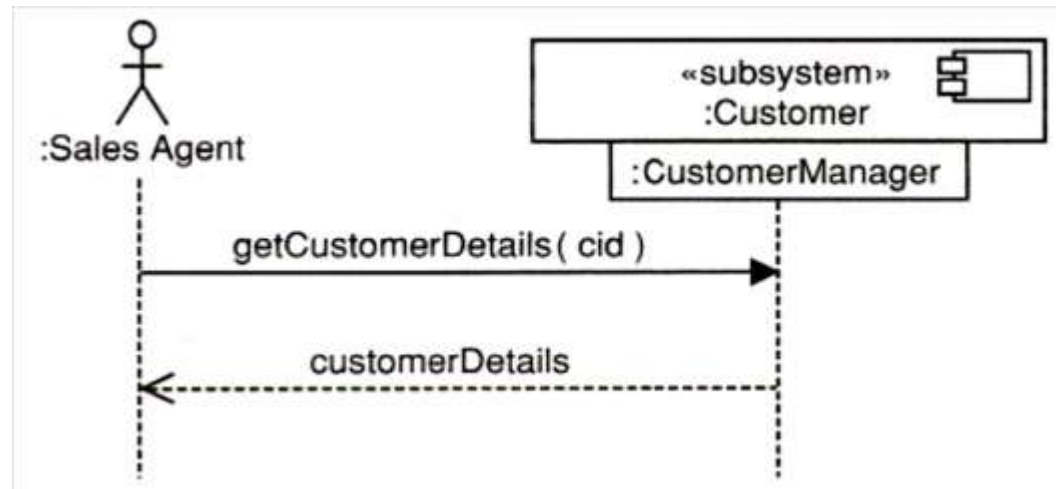 :Sales Agent
«subsystem»
:Customer
:CustomerManager
getCustomerDetails( cid )
customerDetails